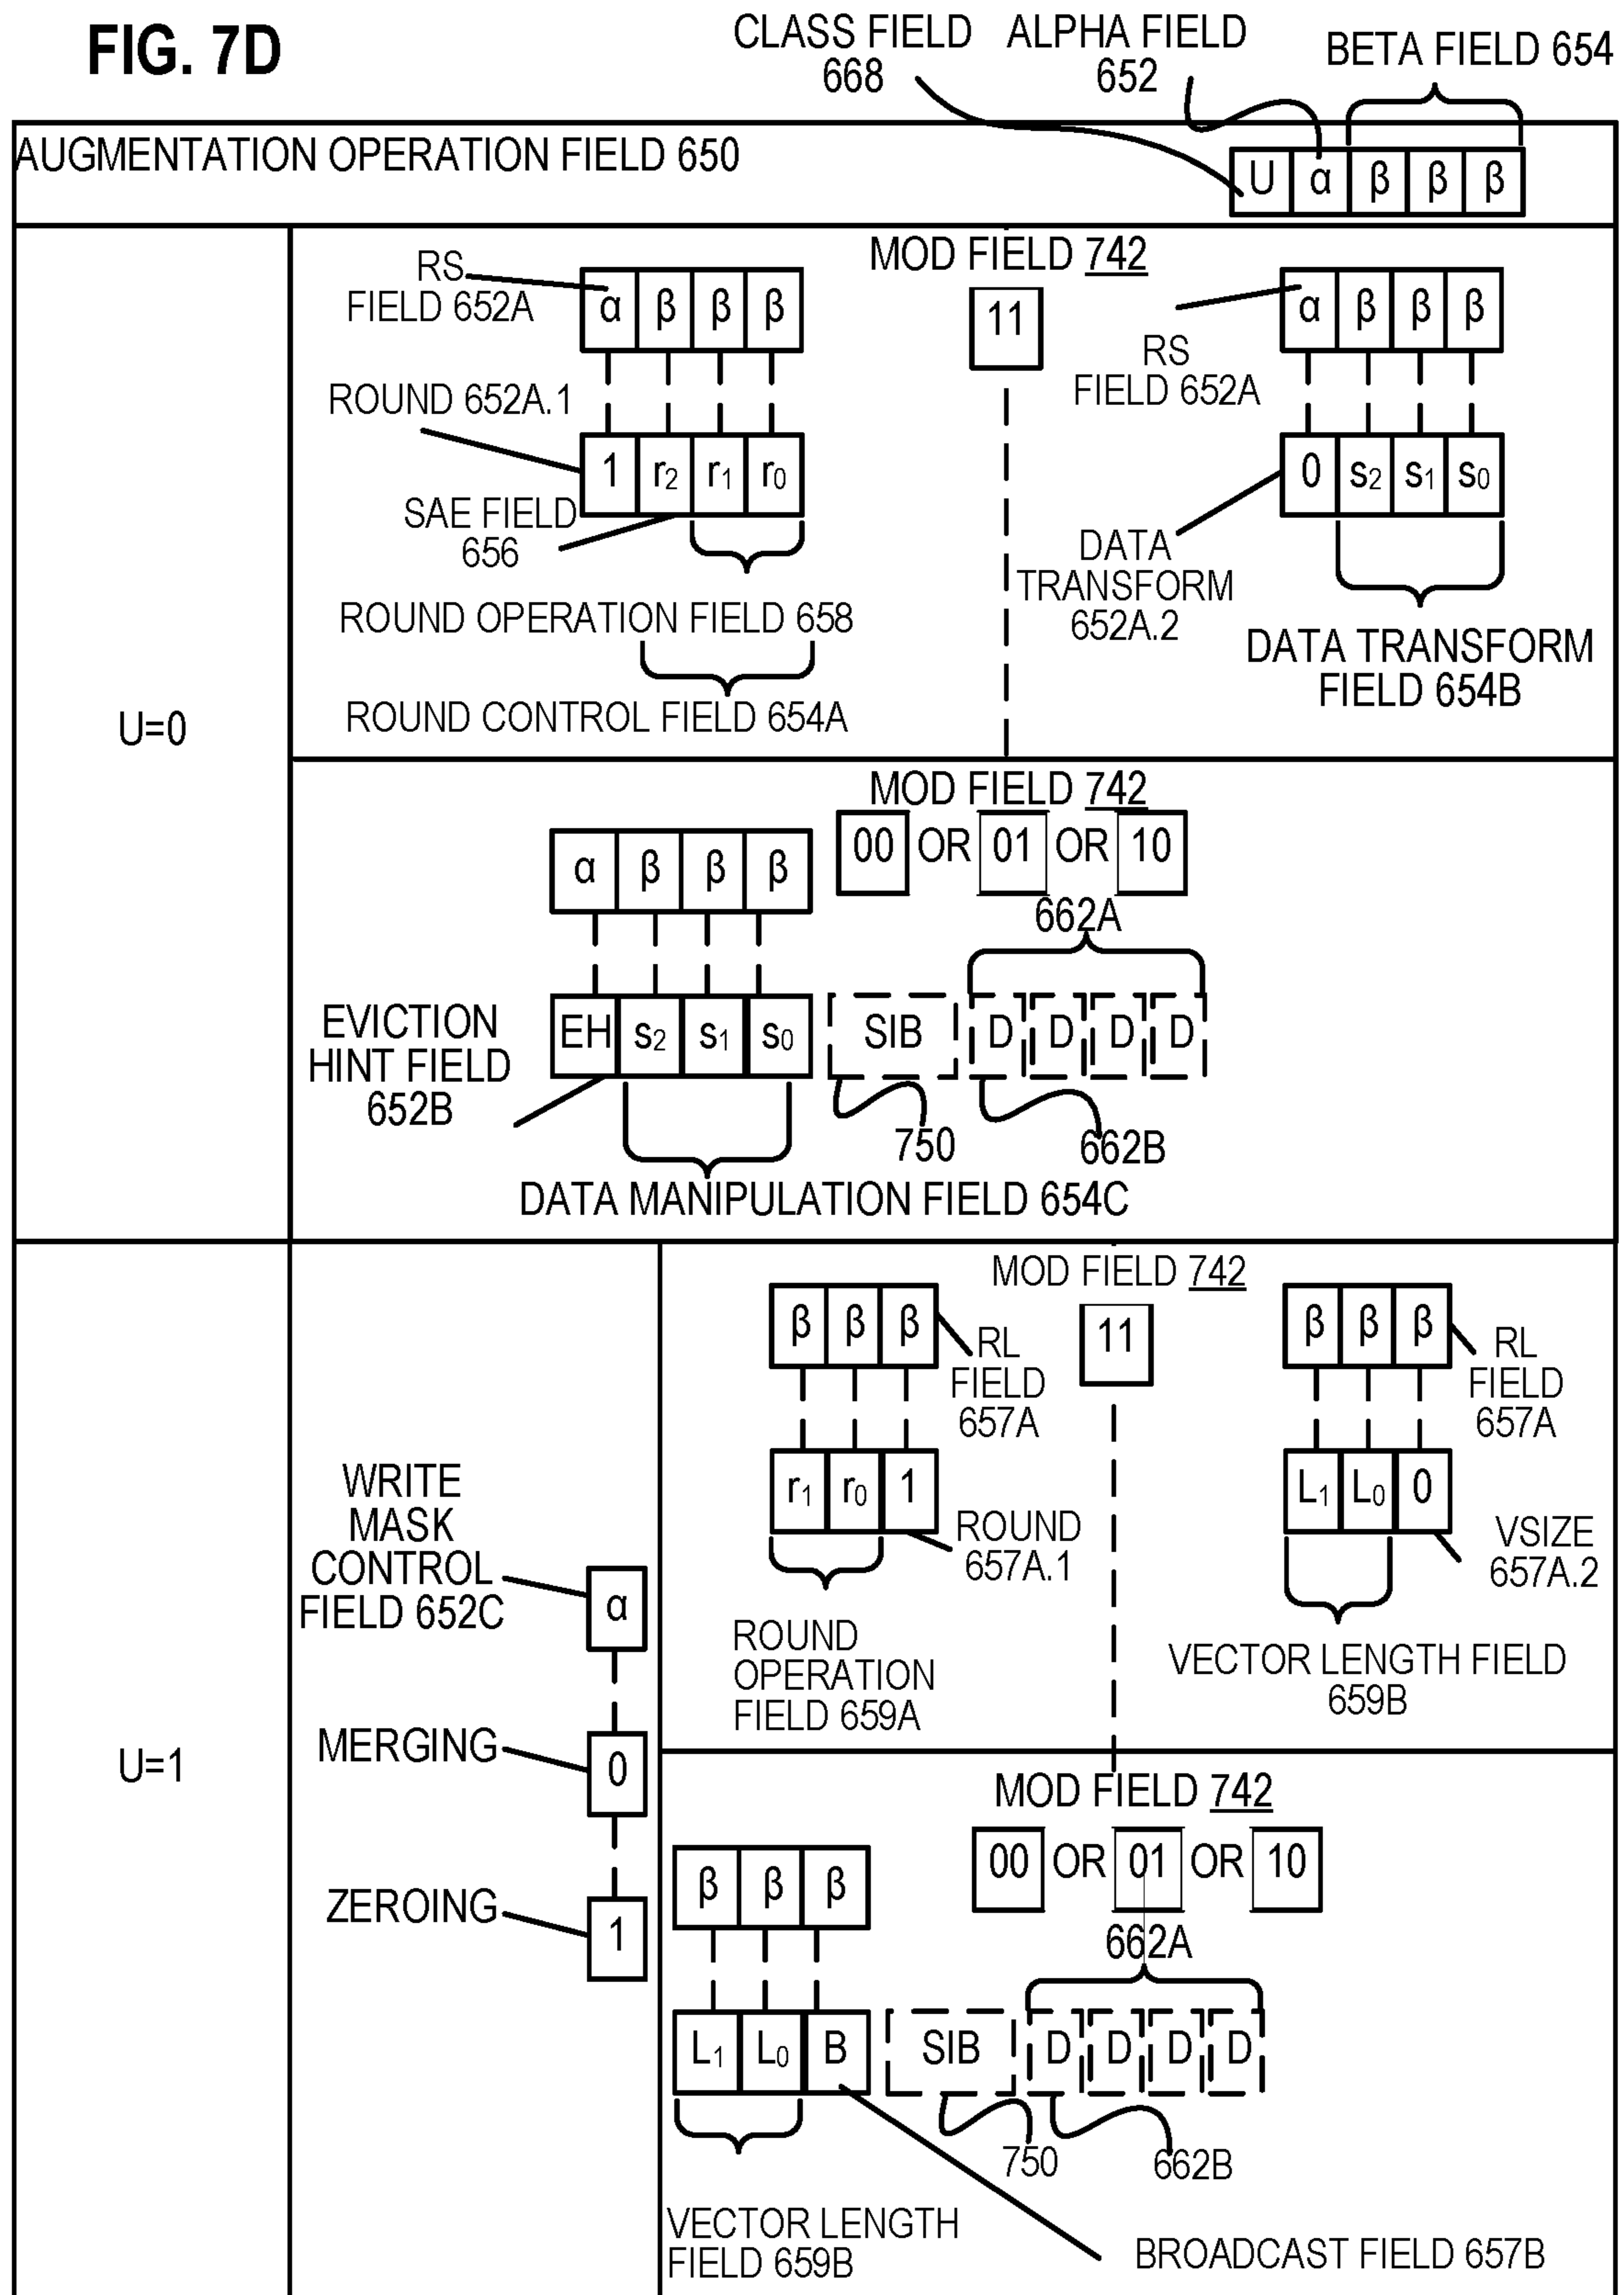 FIG. 7D
CLASS FIELD
668
ALPHA FIELD
652
BETA FIELD 654
AUGMENTATION OPERATION FIELD 650
U α β β β
U=0
MOD FIELD 742
11
RS
FIELD 652A
α β β β
ROUND 652A.1
1 r2 r1 r0
SAE FIELD
656
ROUND OPERATION FIELD 658
ROUND CONTROL FIELD 654A
α β β β
RS
FIELD 652A
0 s2 s1 s0
DATA
TRANSFORM
652A.2
DATA TRANSFORM
FIELD 654B
MOD FIELD 742
00 OR 01 OR 10
α β β β
662A
EVICTION
HINT FIELD
652B
EH s2 s1 s0 SIB D D D D
750
662B
DATA MANIPULATION FIELD 654C
U=1
WRITE
MASK
CONTROL
FIELD 652C
α
MERGING
0
ZEROING
1
MOD FIELD 742
11
β β β
RL
FIELD
657A
r1 r0 1
ROUND
657A.1
ROUND
OPERATION
FIELD 659A
β β β
RL
FIELD
657A
L1 L0 0
VSIZE
657A.2
VECTOR LENGTH FIELD
659B
MOD FIELD 742
00 OR 01 OR 10
β β β
662A
L1 L0 B SIB D D D D
750
662B
VECTOR LENGTH
FIELD 659B
BROADCAST FIELD 657B